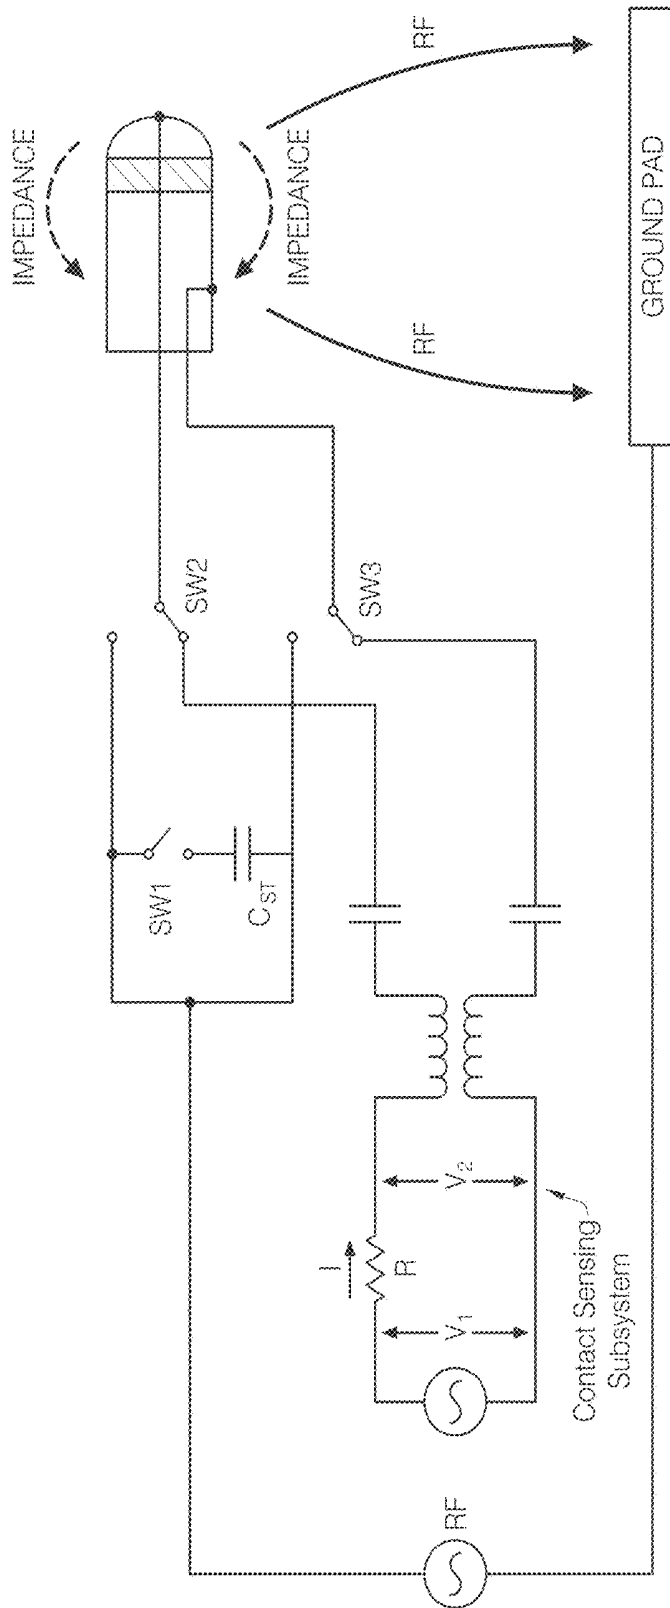 IMPEDANCE
IMPEDANCE
RF
RF
GROUND PAD
SW2
SW3
SW1
C_ST
I
R
V₁
V₂
Contact Sensing
Subsystem
RF